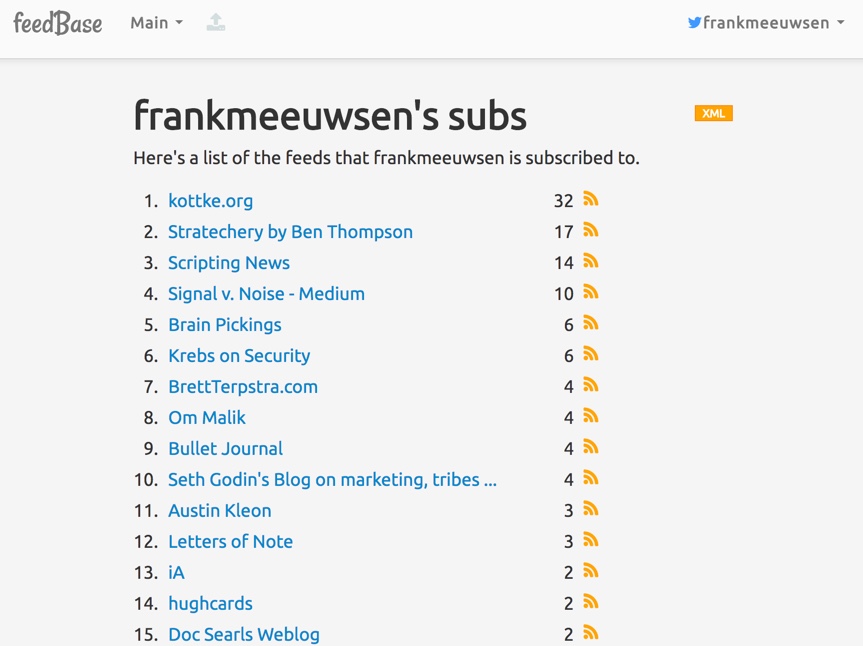 feedBase Main frankmeeuwsen
frankmeeuwsen's subs XML
Here's a list of the feeds that frankmeeuwsen is subscribed to.
1. kottke.org 32
2. Stratechery by Ben Thompson 17
3. Scripting News 14
4. Signal v. Noise - Medium 10
5. Brain Pickings 6
6. Krebs on Security 6
7. BrettTerpstra.com 4
8. Om Malik 4
9. Bullet Journal 4
10. Seth Godin's Blog on marketing, tribes ... 4
11. Austin Kleon 3
12. Letters of Note 3
13. iA 2
14. hughcards 2
15. Doc Searls Weblog 2